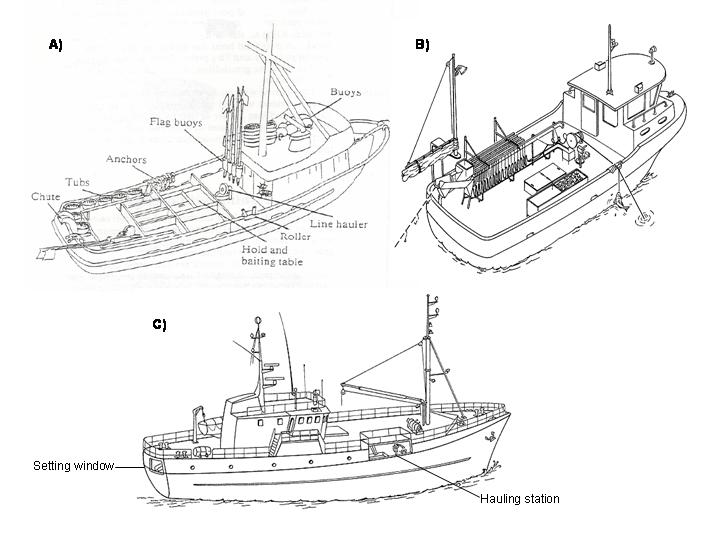 A)
B)
Buoys
Flag buoys
Anchors
Tubs
Chute
Line hauler
Roller
Hold and
baiting table
C)
Setting window
Hauling station